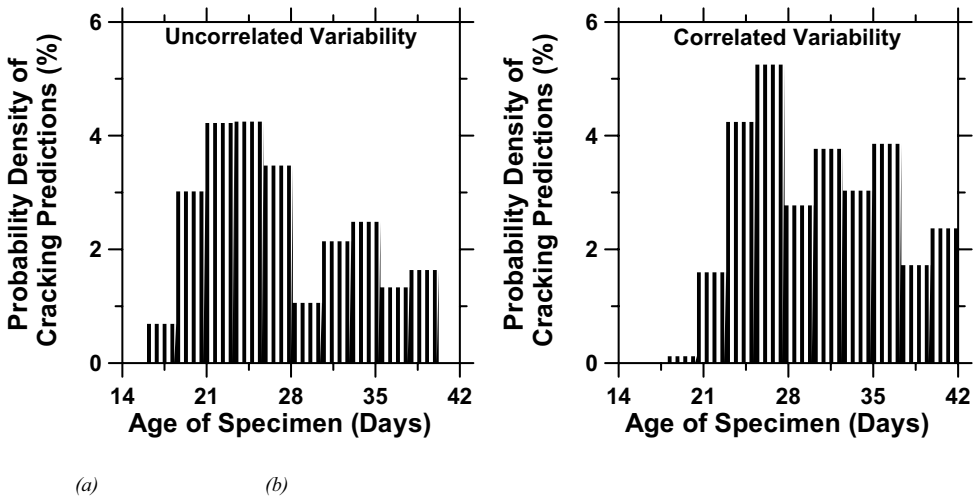 Uncorrelated Variability
Probability Density of
Cracking Predictions (%)
6
4
2
0
14 21 28 35 42
Age of Specimen (Days)
Correlated Variability
Probability Density of
Cracking Predictions (%)
6
4
2
0
14 21 28 35 42
Age of Specimen (Days)
(a) (b)